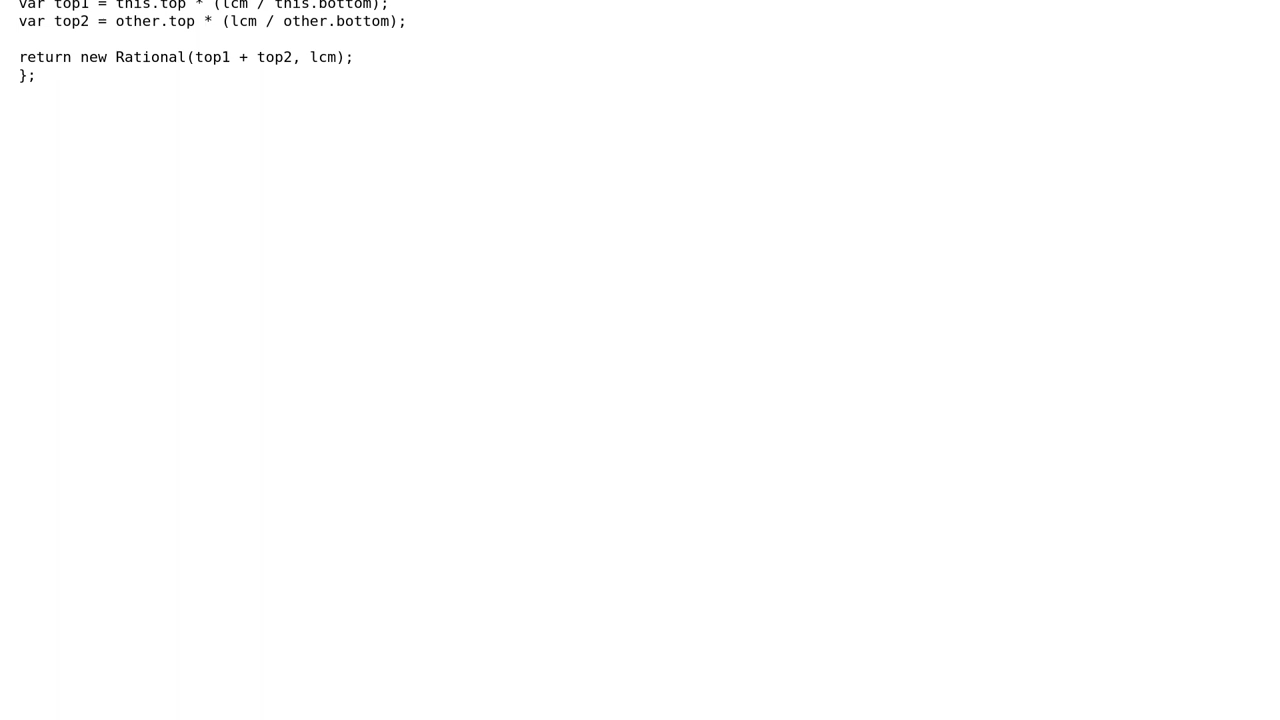 var top1 = this.top * (lcm / this.bottom);
var top2 = other.top * (lcm / other.bottom);

return new Rational(top1 + top2, lcm);
};